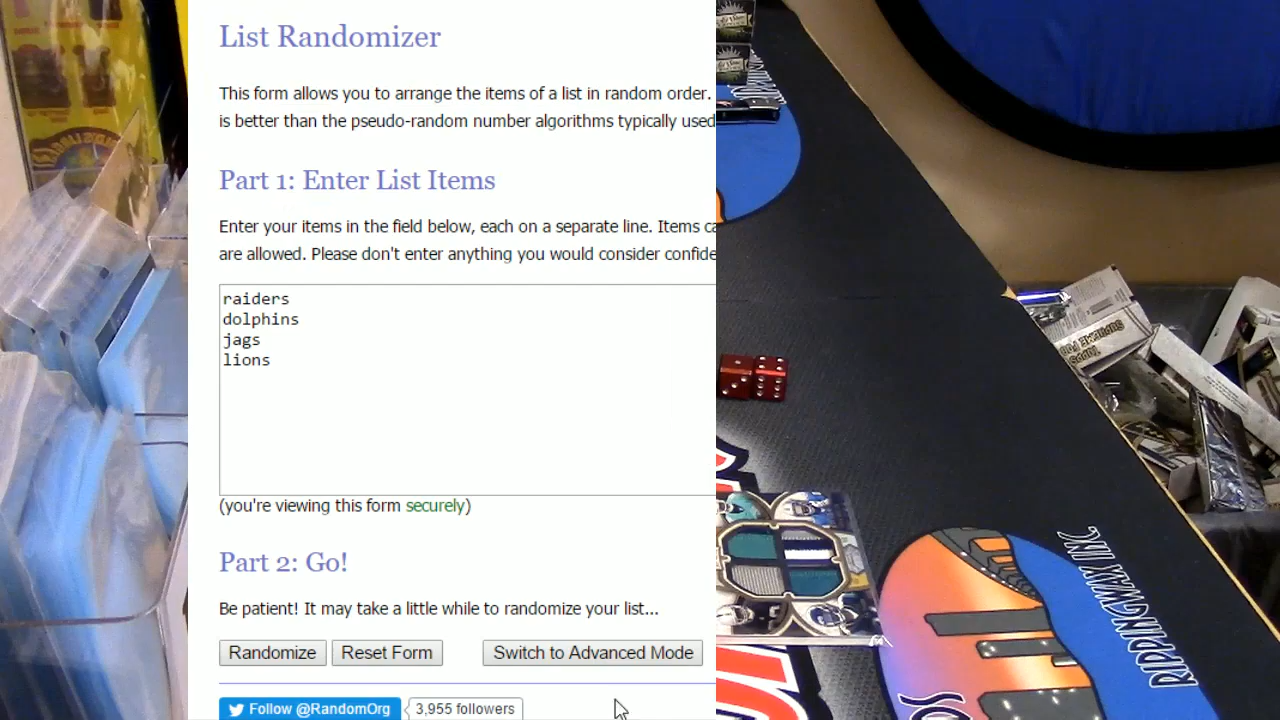 List Randomizer
This form allows you to arrange the items of a list in random order.
is better than the pseudo-random number algorithms typically used
Part 1: Enter List Items
Enter your items in the field below, each on a separate line. Items ca
are allowed. Please don't enter anything you would consider confide
raiders
dolphins
jags
lions
(you're viewing this form securely)
Part 2: Go!
Be patient! It may take a little while to randomize your list...
Randomize
Reset Form
Switch to Advanced Mode
Follow @RandomOrg
3,955 followers
RIPPINGWAX INC.
TOPPS
SUPREME FOO